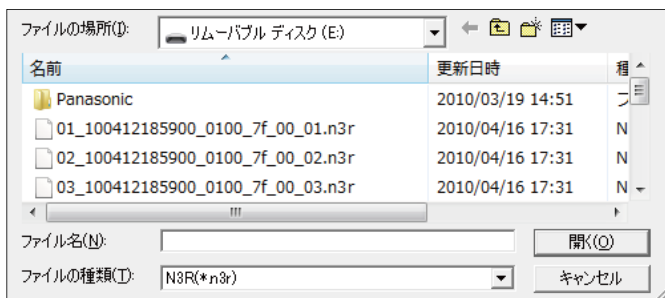 ファイルの場所(I): リムーバブル ディスク (E:)
名前 更新日時 種
Panasonic 2010/03/19 14:51 フ
01_100412185900_0100_7f_00_01.n3r 2010/04/16 17:31 N
02_100412185900_0100_7f_00_02.n3r 2010/04/16 17:31 N
03_100412185900_0100_7f_00_03.n3r 2010/04/16 17:31 N
ファイル名(N): 開く(O)
ファイルの種類(T): N3R(*.n3r) キャンセル